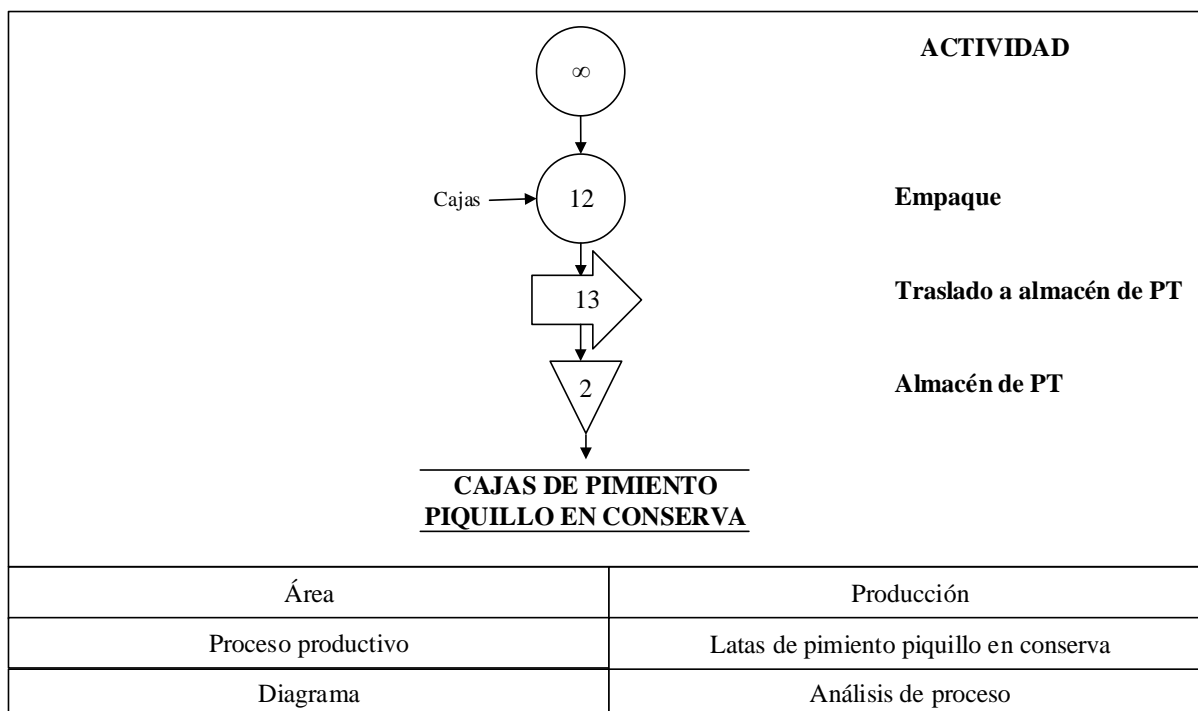 ACTIVIDAD
∞
Cajas
12
Empaque
13
Traslado a almacén de PT
2
Almacén de PT
CAJAS DE PIMIENTO
PIQUILLO EN CONSERVA
Área
Producción
Proceso productivo
Latas de pimiento piquillo en conserva
Diagrama
Análisis de proceso